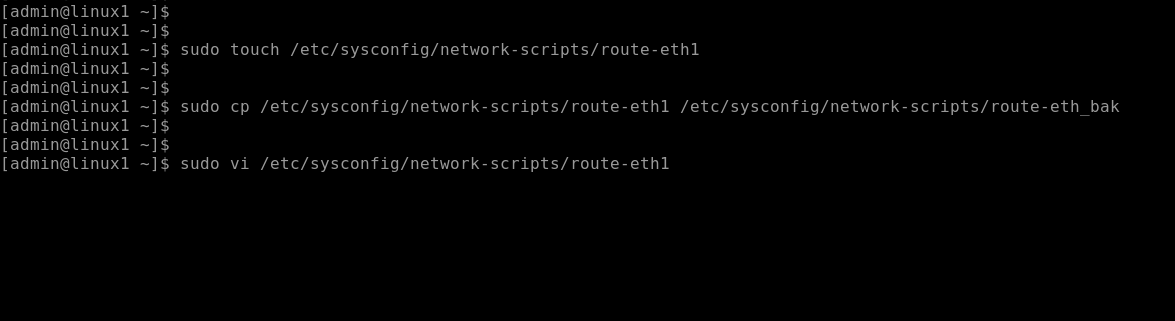 [admin@linux1 ~]$
[admin@linux1 ~]$
[admin@linux1 ~]$ sudo touch /etc/sysconfig/network-scripts/route-eth1
[admin@linux1 ~]$
[admin@linux1 ~]$
[admin@linux1 ~]$ sudo cp /etc/sysconfig/network-scripts/route-eth1 /etc/sysconfig/network-scripts/route-eth_bak
[admin@linux1 ~]$
[admin@linux1 ~]$
[admin@linux1 ~]$ sudo vi /etc/sysconfig/network-scripts/route-eth1